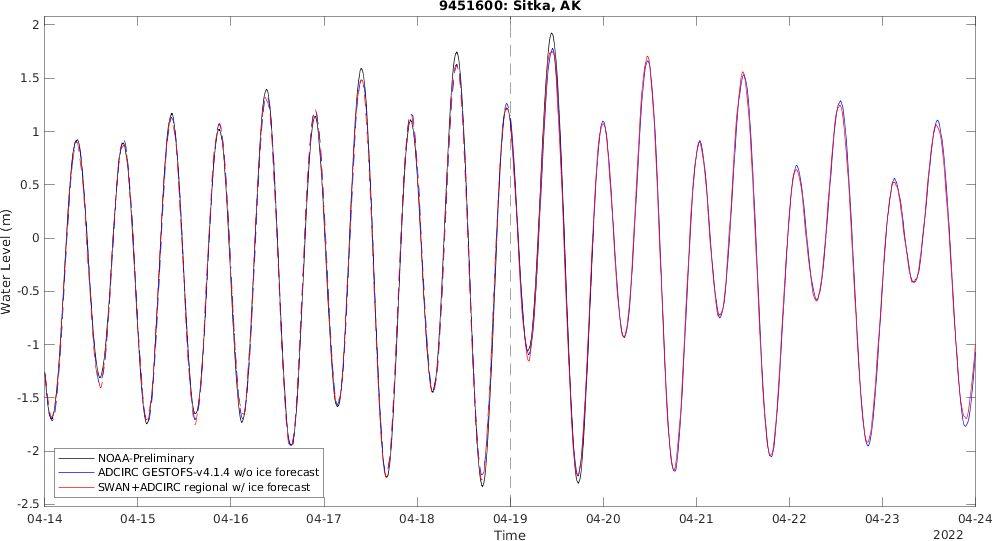 9451600: Sitka, AK
2
1.5
1
0.5
0
-0.5
-1
-1.5
-2
-2.5
Water Level (m)
NOAA-Preliminary
ADCIRC GESTOFS-v4.1.4 w/o ice forecast
SWAN+ADCIRC regional w/ ice forecast
04-14 04-15 04-16 04-17 04-18 04-19 04-20 04-21 04-22 04-23 04-24
Time
2022